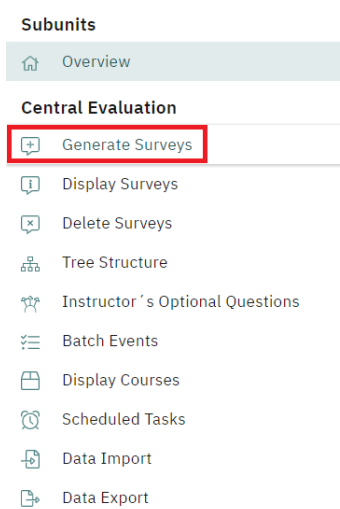 Subunits
Overview
Central Evaluation
Generate Surveys
Display Surveys
Delete Surveys
Tree Structure
Instructor´s Optional Questions
Batch Events
Display Courses
Scheduled Tasks
Data Import
Data Export